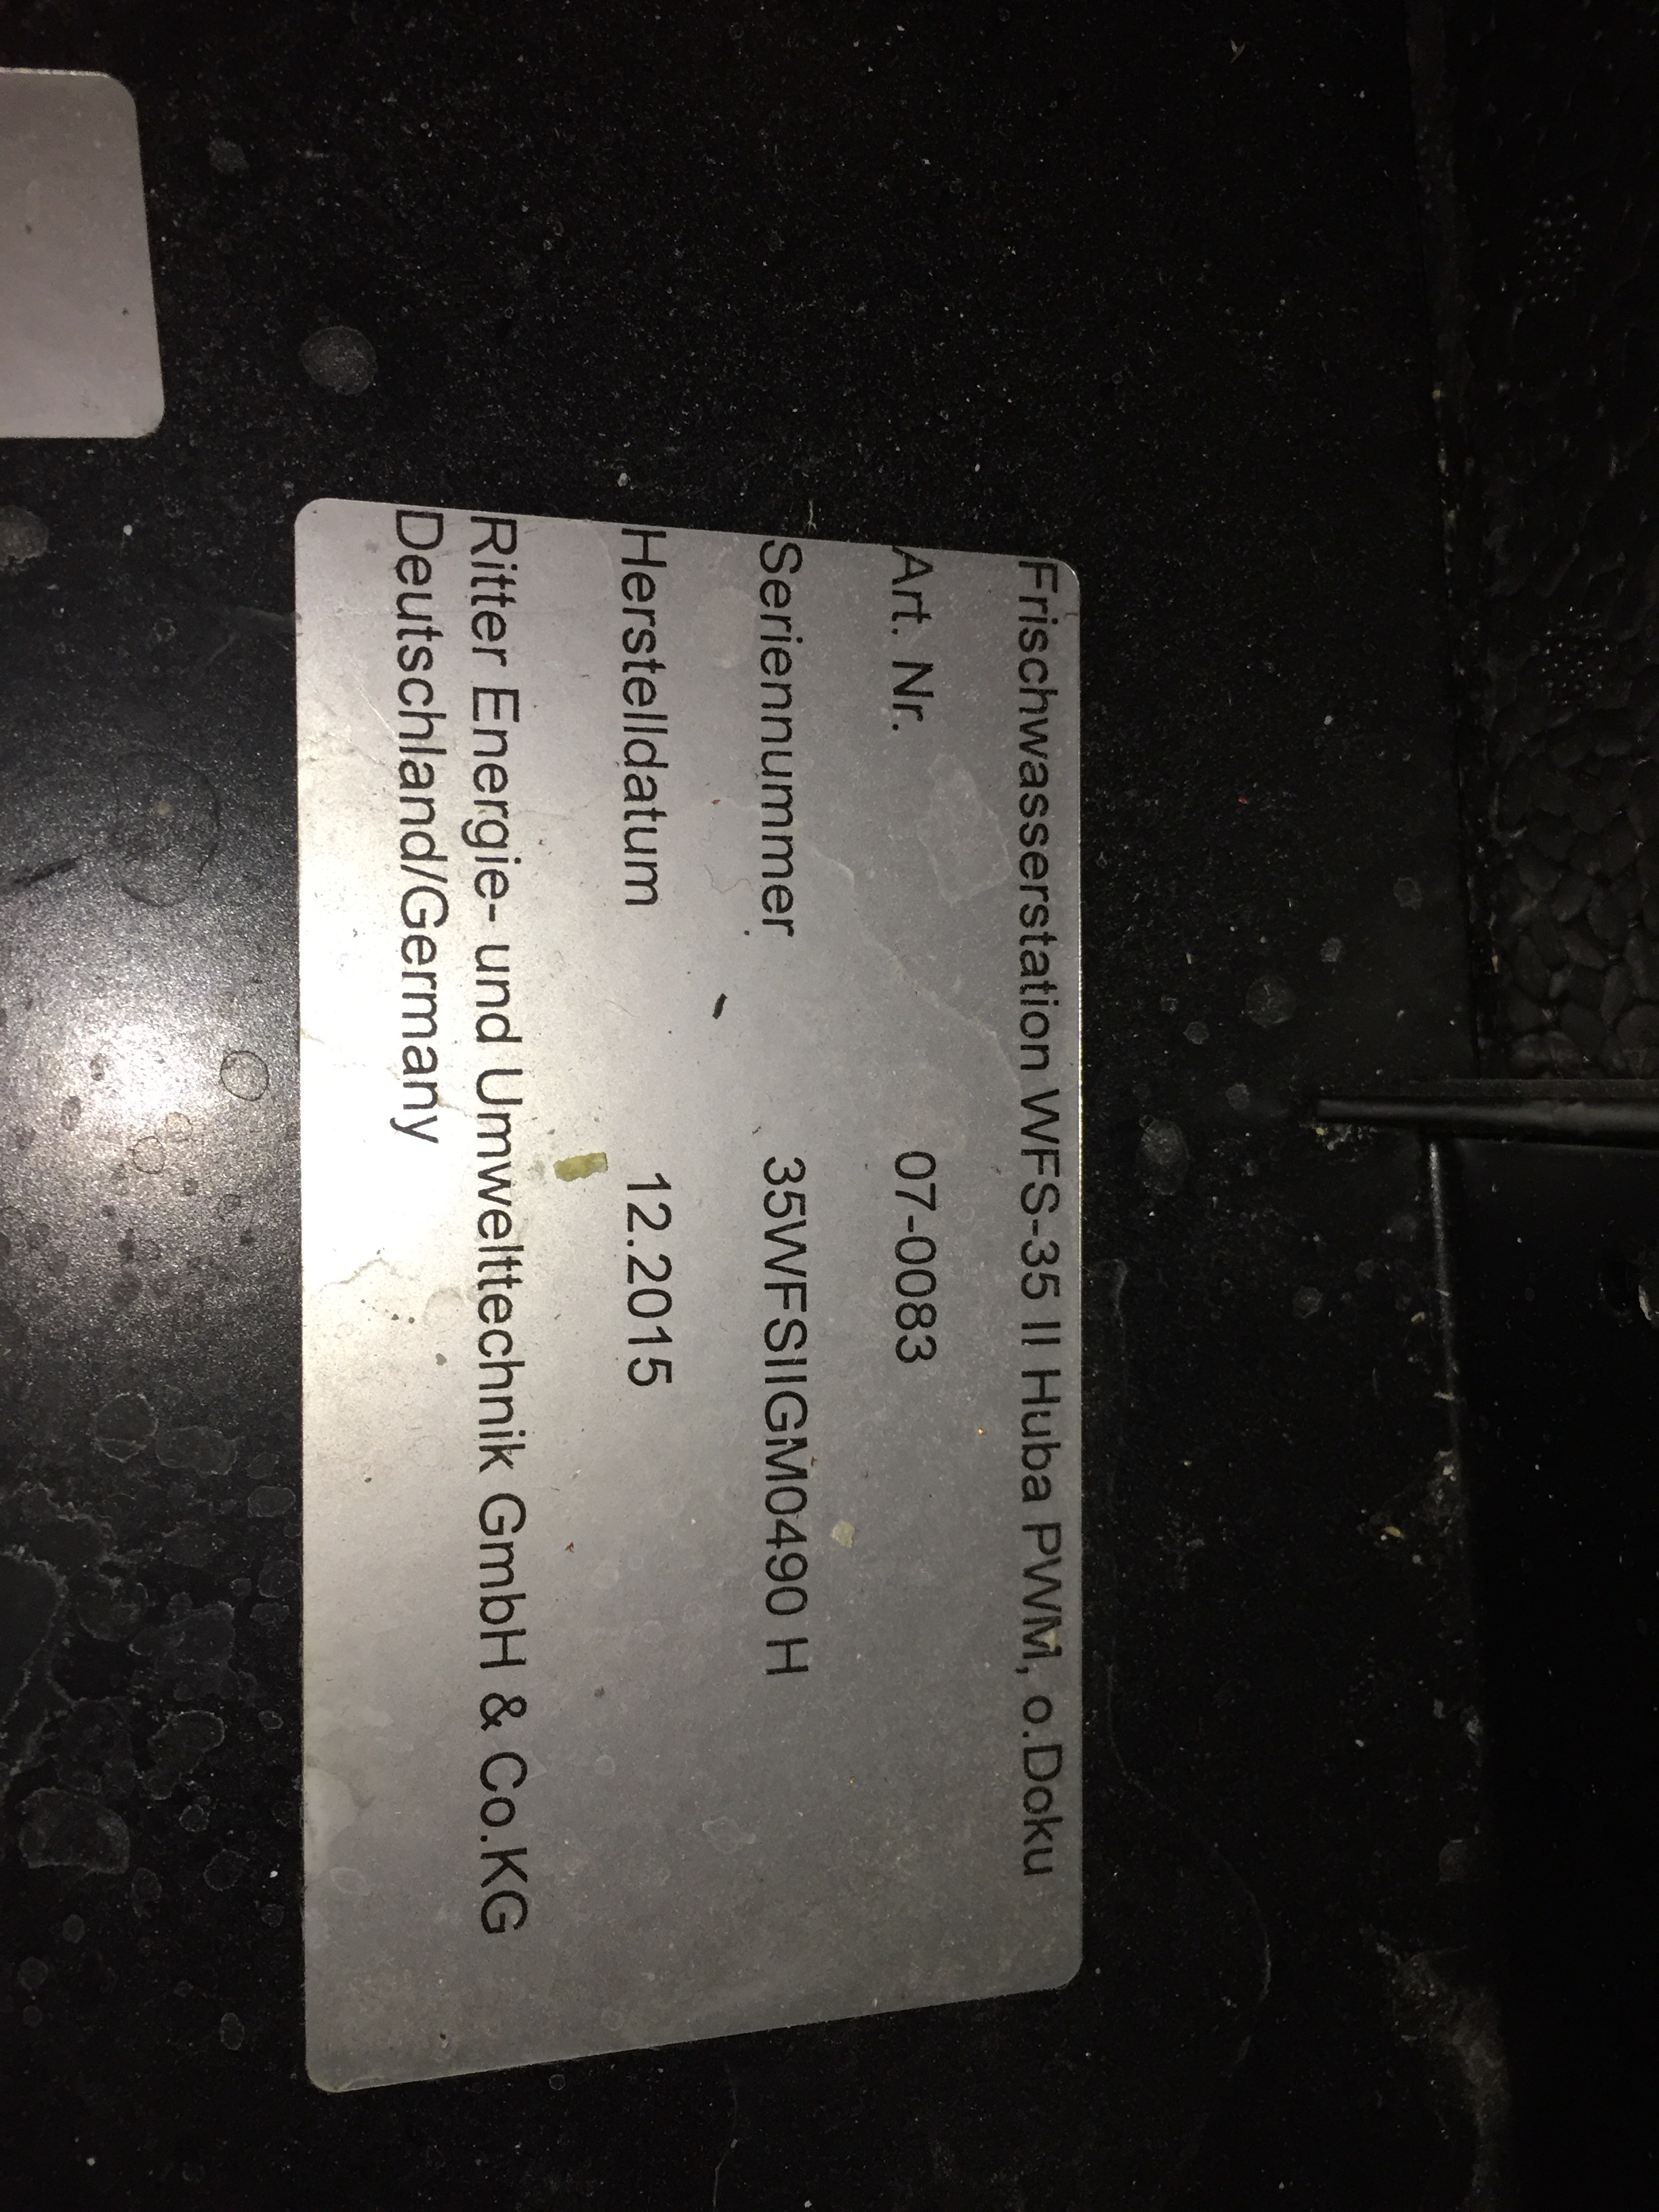 Frischwasserstation WFS-35 II Huba PWM, o.Doku
Art. Nr. 07-0083
Seriennummer 35WFSIIGM0490 H
Herstelldatum 12.2015
Ritter Energie- und Umwelttechnik GmbH & Co.KG
Deutschland/Germany